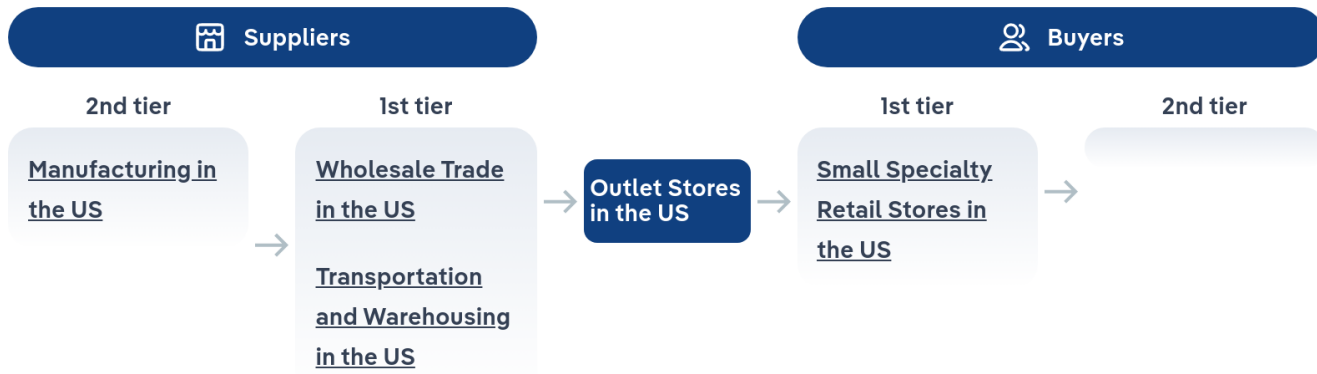 Suppliers
Buyers
2nd tier
1st tier
1st tier
2nd tier
Manufacturing in
the US
Wholesale Trade
in the US
Transportation
and Warehousing
in the US
Outlet Stores
in the US
Small Specialty
Retail Stores in
the US